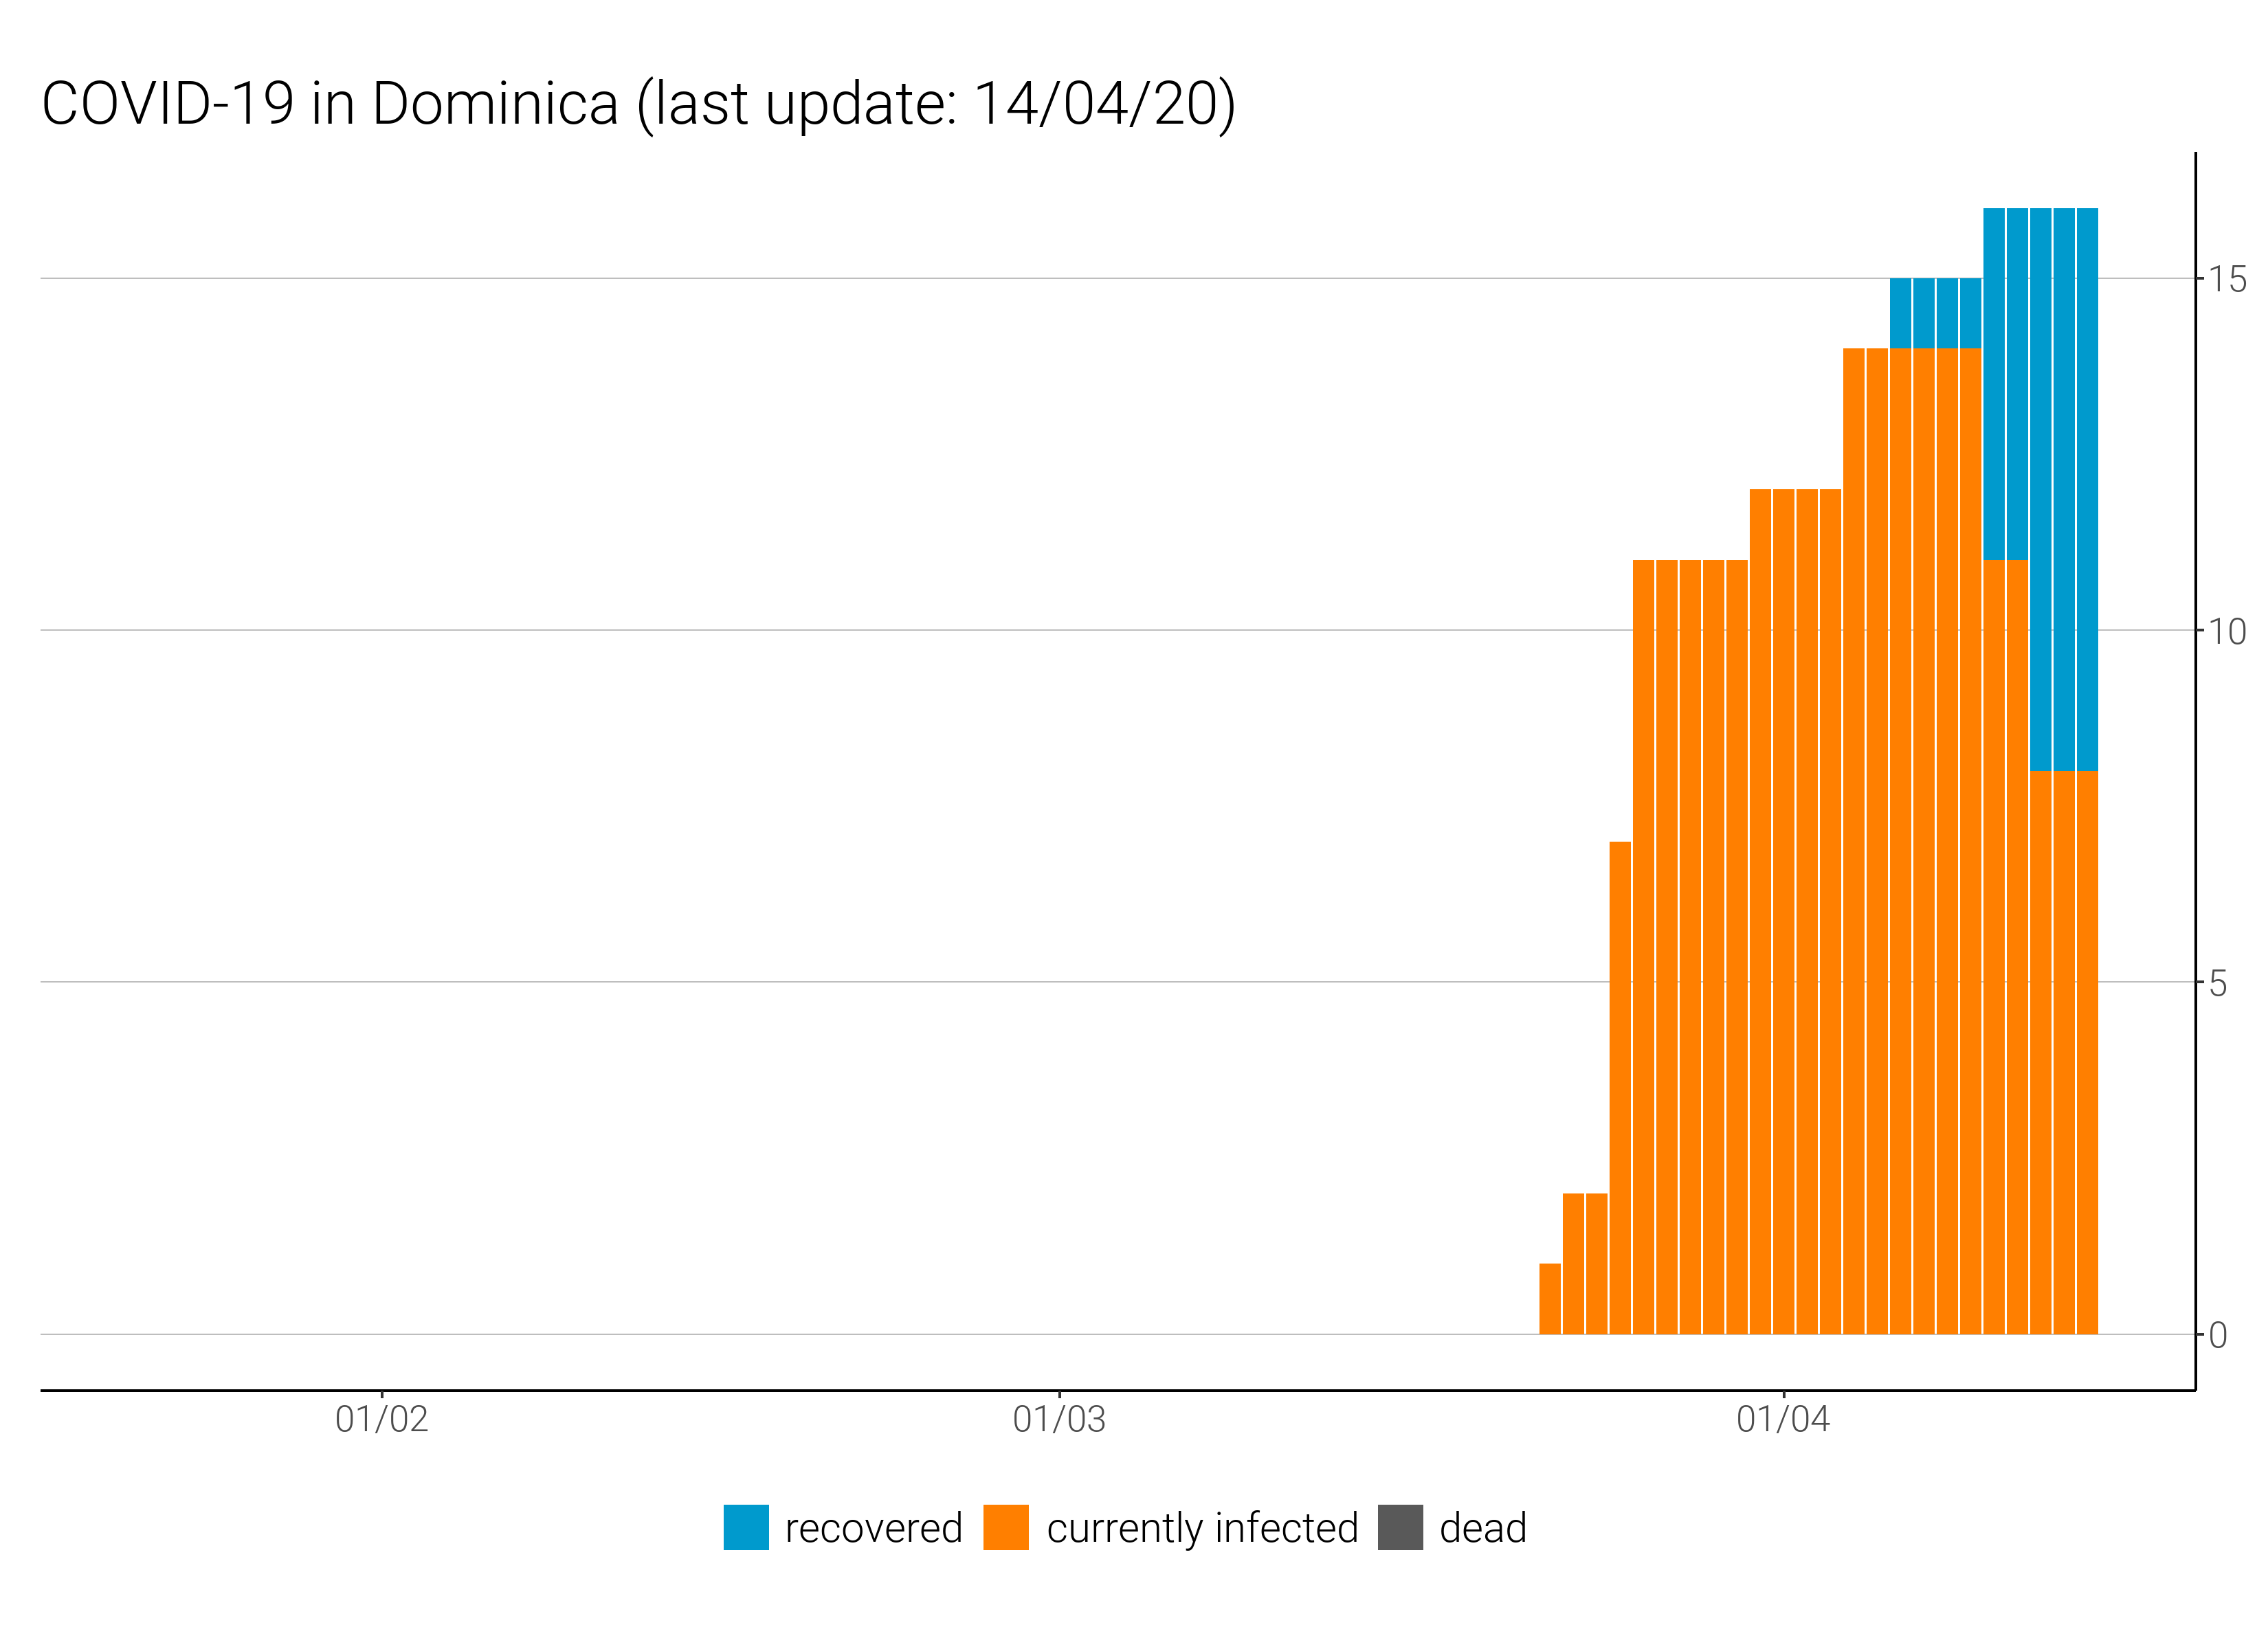 COVID-19 in Dominica (last update: 14/04/20)
15
10
5
0
01/02 01/03 01/04
recovered currently infected dead